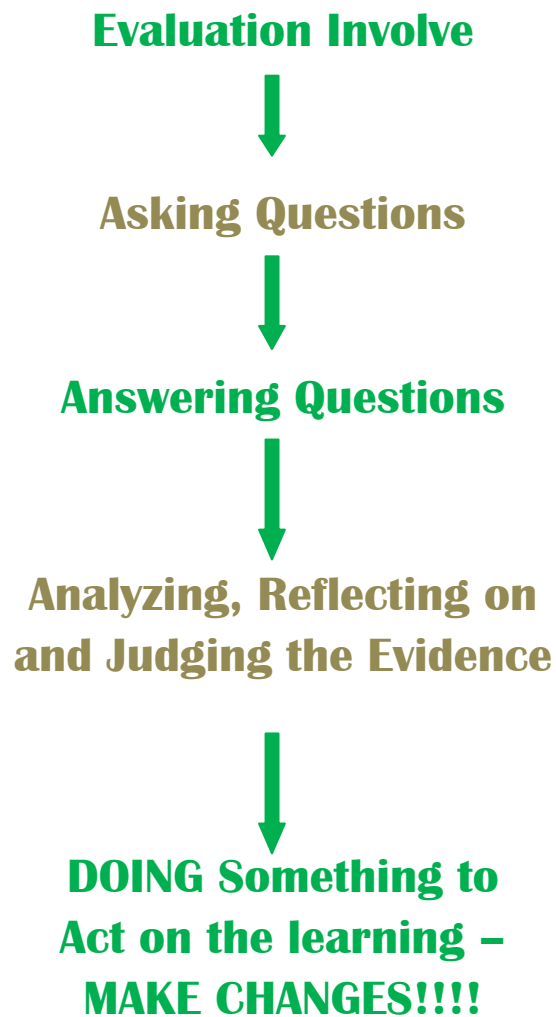 Evaluation Involve
Asking Questions
Answering Questions
Analyzing, Reflecting on
and Judging the Evidence
DOING Something to
Act on the learning –
MAKE CHANGES!!!!